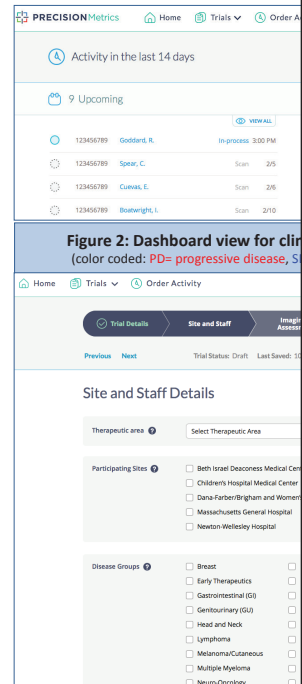 PRECISIONMetrics Home Trials Order A
Activity in the last 14 days
9 Upcoming
VIEW ALL
123456789 Goddard, R. In-process 3:00 PM
123456789 Spear, C. Scan 2/5
123456789 Cuevas, E. Scan 2/6
123456789 Boatwright, I. Scan 2/10
Figure 2: Dashboard view for clin
(color coded: PD= progressive disease, S
Home Trials Order Activity
Trial Details Site and Staff Imagin
Assessm
Previous Next Trial Status: Draft Last Saved: 10
Site and Staff Details
Therapeutic area Select Therapeutic Area
Participating Sites Beth Israel Deaconess Medical Cen
Children's Hospital Medical Center
Dana-Farber/Brigham and Women'
Massachusetts General Hospital
Newton-Wellesley Hospital
Disease Groups Breast
Early Therapeutics
Gastrointestinal (GI)
Genitourinary (GU)
Head and Neck
Lymphoma
Melanoma/Cutaneous
Multiple Myeloma
Neuro-Oncology